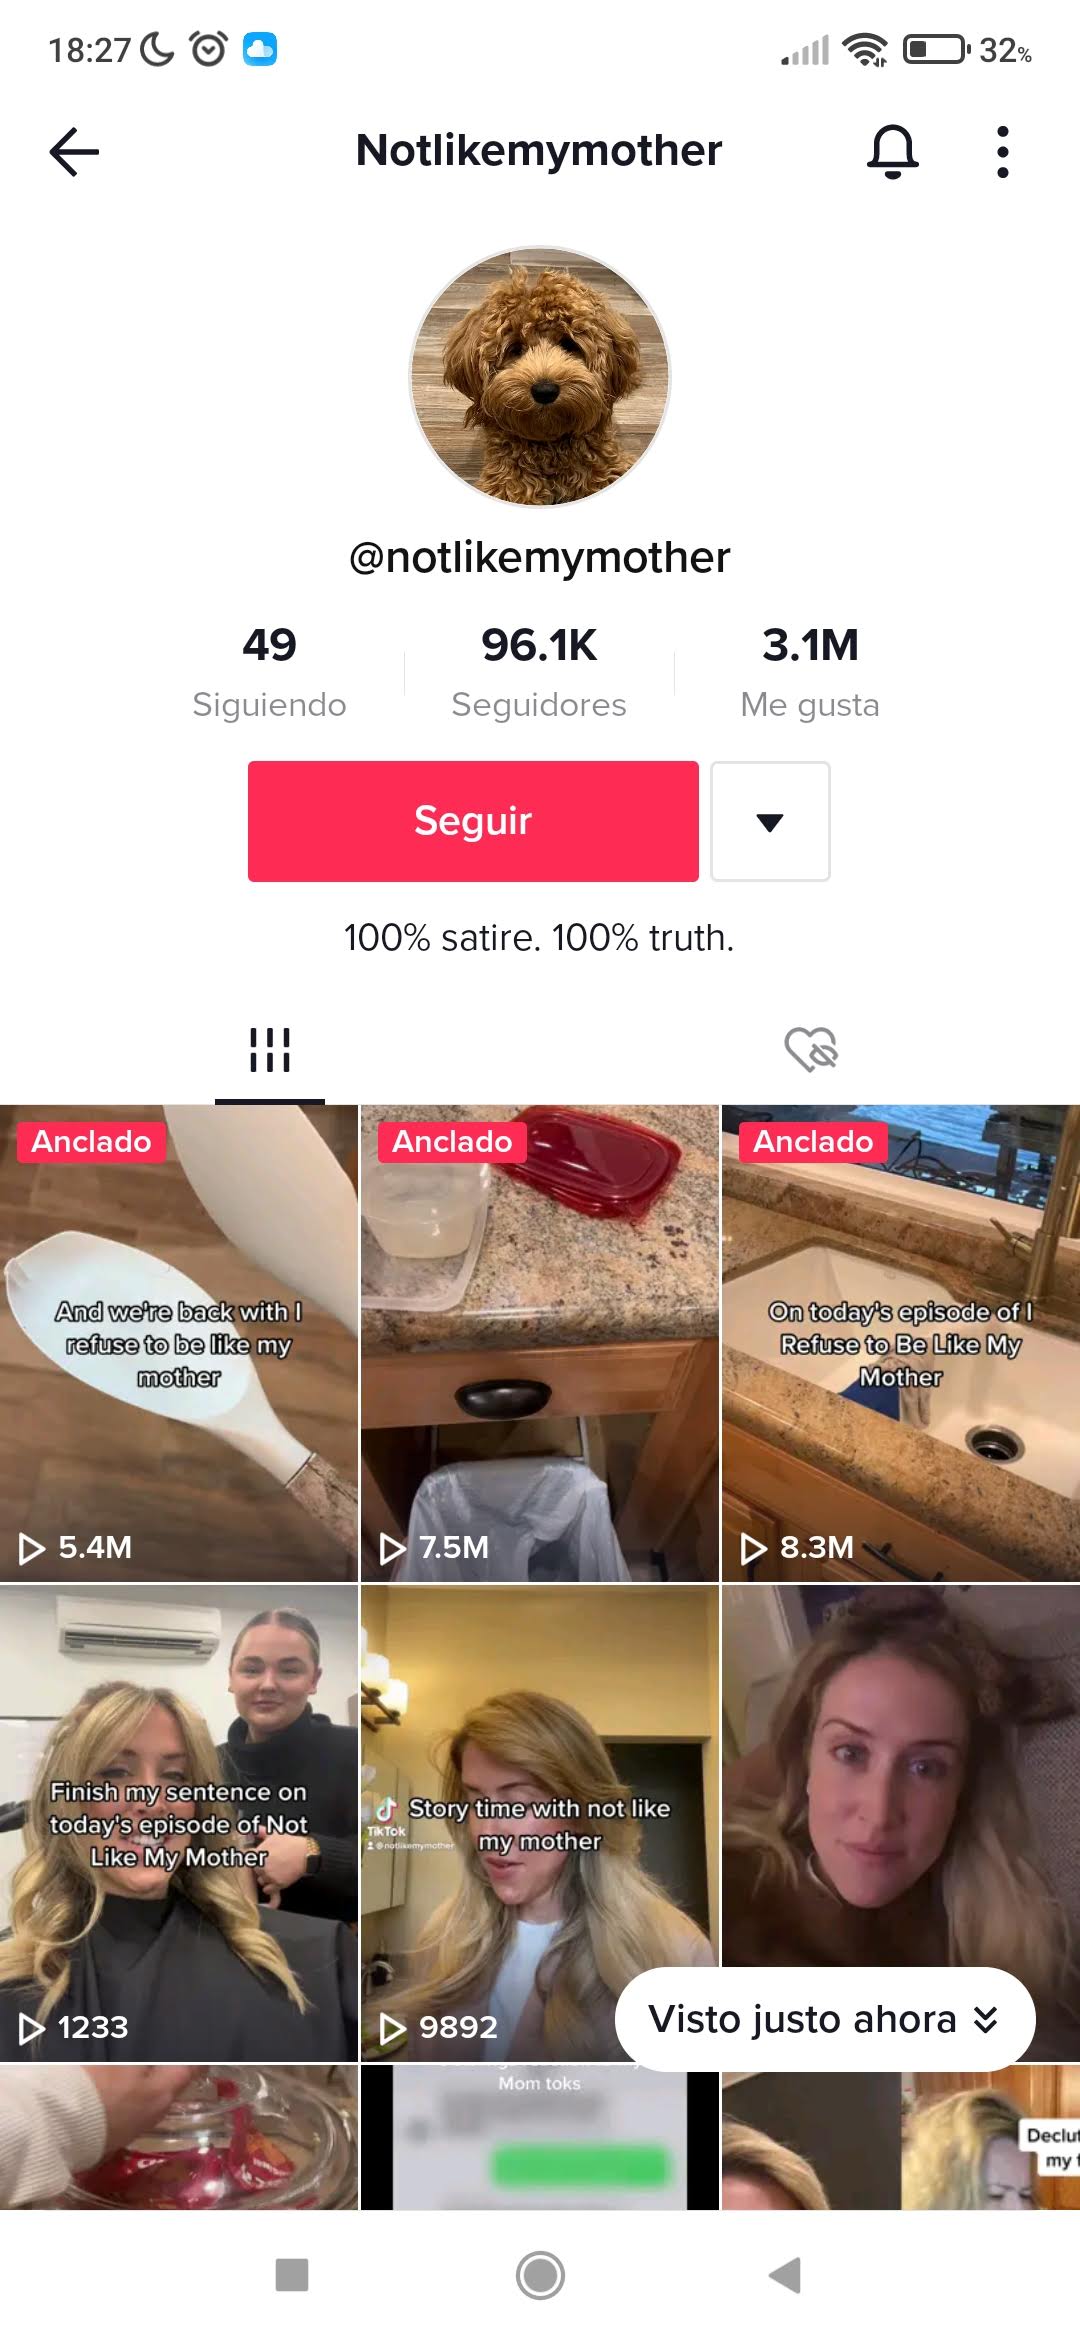 18:27
32%
Notlikemymother
@notlikemymother
49
96.1K
3.1M
Siguiendo
Seguidores
Me gusta
Seguir
100% satire. 100% truth.
Anclado
Anclado
Anclado
And we're back with I
refuse to be like my
mother
On today's episode of I
Refuse to Be Like My
Mother
5.4M
7.5M
8.3M
Finish my sentence on
today's episode of Not
Like My Mother
TikTok
@notlikemymother
Story time with not like
my mother
1233
9892
Visto justo ahora
Mom toks
my